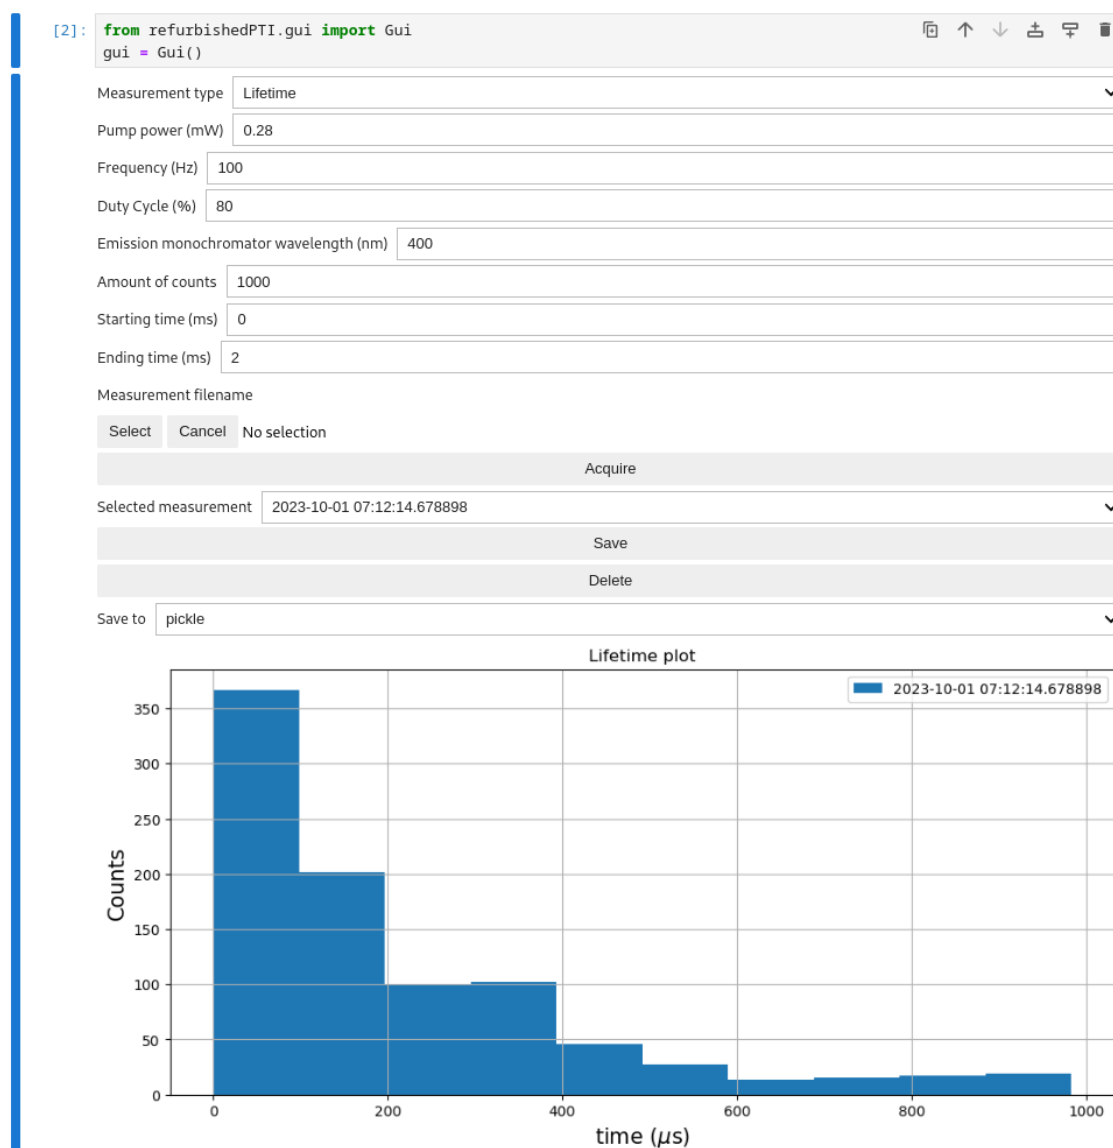 [2]: from refurbishedPTI.gui import Gui
gui = Gui()
Measurement type Lifetime
Pump power (mW) 0.28
Frequency (Hz) 100
Duty Cycle (%) 80
Emission monochromator wavelength (nm) 400
Amount of counts 1000
Starting time (ms) 0
Ending time (ms) 2
Measurement filename
Select Cancel No selection
Acquire
Selected measurement 2023-10-01 07:12:14.678898
Save
Delete
Save to pickle
Lifetime plot
2023-10-01 07:12:14.678898
350
300
250
200
150
100
50
0
Counts
0 200 400 600 800 1000
time (μs)